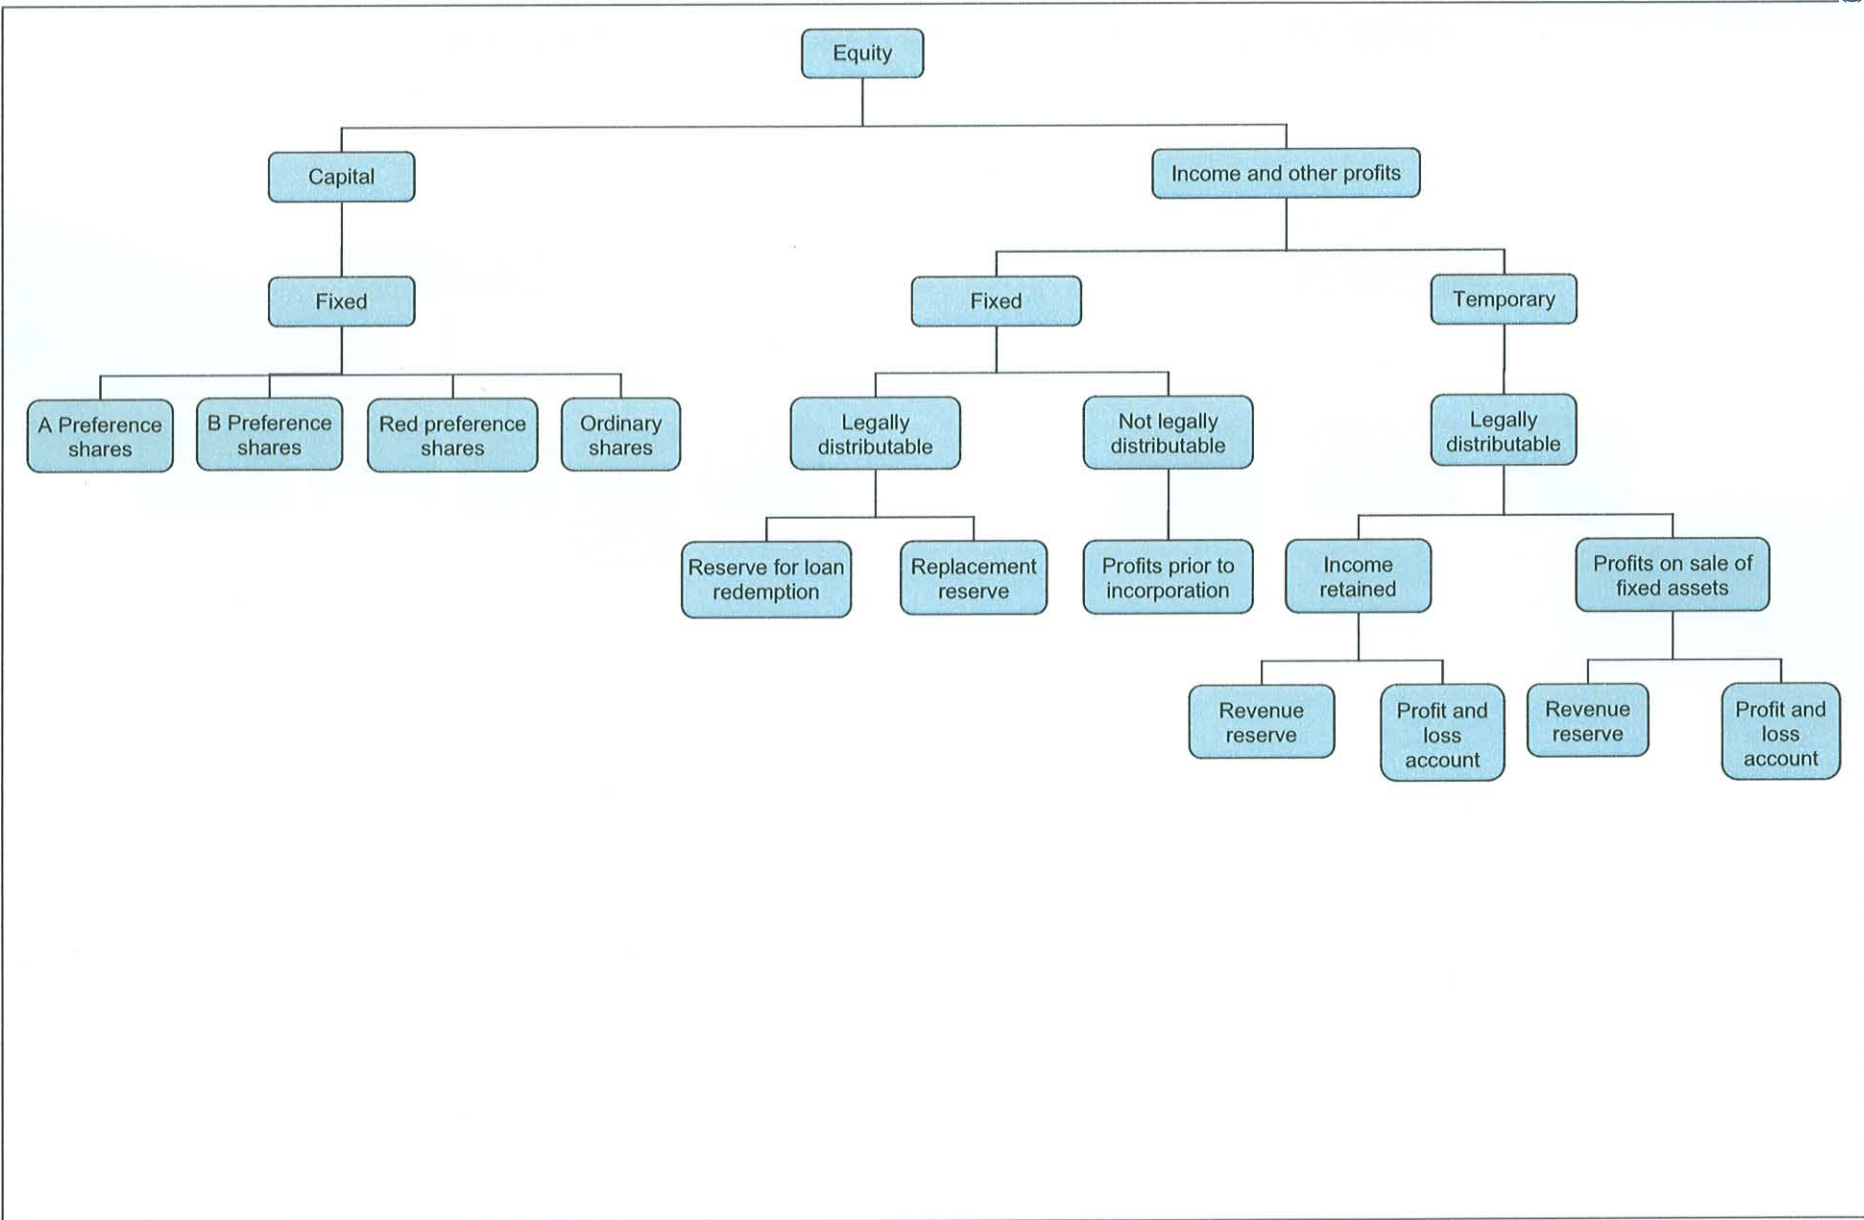 Equity
Capital
Income and other profits
Fixed
Fixed
Temporary
A Preference
shares
B Preference
shares
Red preference
shares
Ordinary
shares
Legally
distributable
Not legally
distributable
Legally
distributable
Reserve for loan
redemption
Replacement
reserve
Profits prior to
incorporation
Income
retained
Profits on sale of
fixed assets
Revenue
reserve
Profit and
loss
account
Revenue
reserve
Profit and
loss
account